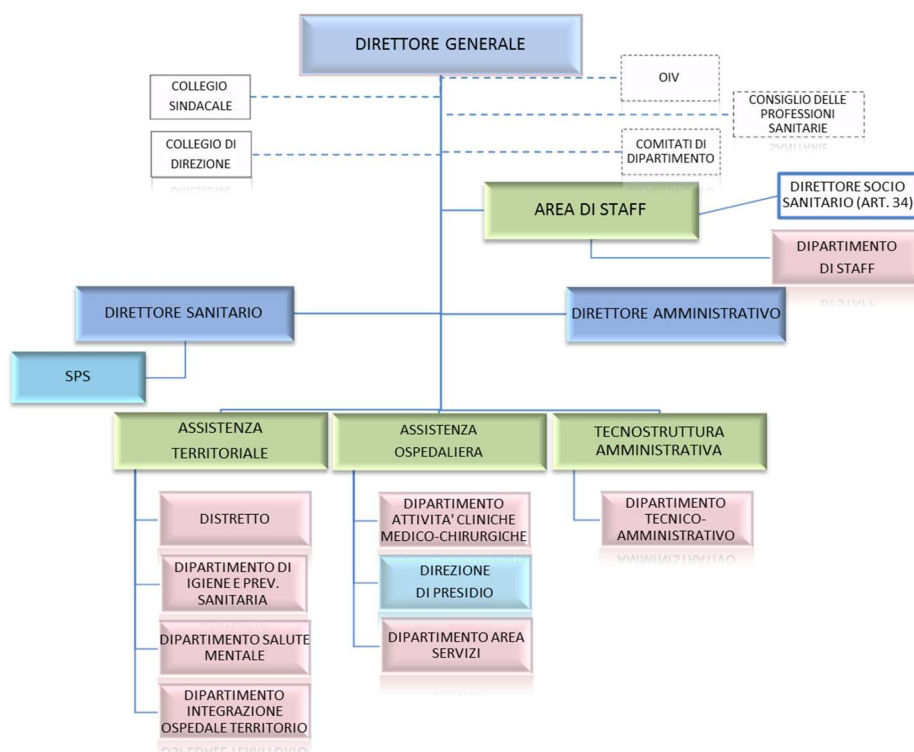 DIRETTORE GENERALE
COLLEGIO
SINDACALE
OIV
CONSIGLIO DELLE
PROFESSIONI
SANITARIE
COLLEGIO DI
DIREZIONE
COMITATI DI
DIPARTIMENTO
AREA DI STAFF
DIRETTORE SOCIO
SANITARIO (ART. 34)
DIPARTIMENTO
DI STAFF
DIRETTORE SANITARIO
DIRETTORE AMMINISTRATIVO
SPS
ASSISTENZA
TERRITORIALE
ASSISTENZA
OSPEDALIERA
TECNOSTRUTTURA
AMMINISTRATIVA
DISTRETTO
DIPARTIMENTO DI
IGIENE E PREV.
SANITARIA
DIPARTIMENTO SALUTE
MENTALE
DIPARTIMENTO
INTEGRAZIONE
OSPEDALE TERRITORIO
DIPARTIMENTO
ATTIVITA' CLINICHE
MEDICO-CHIRURGICHE
DIREZIONE
DI PRESIDIO
DIPARTIMENTO AREA
SERVIZI
DIPARTIMENTO
TECNICO-
AMMINISTRATIVO